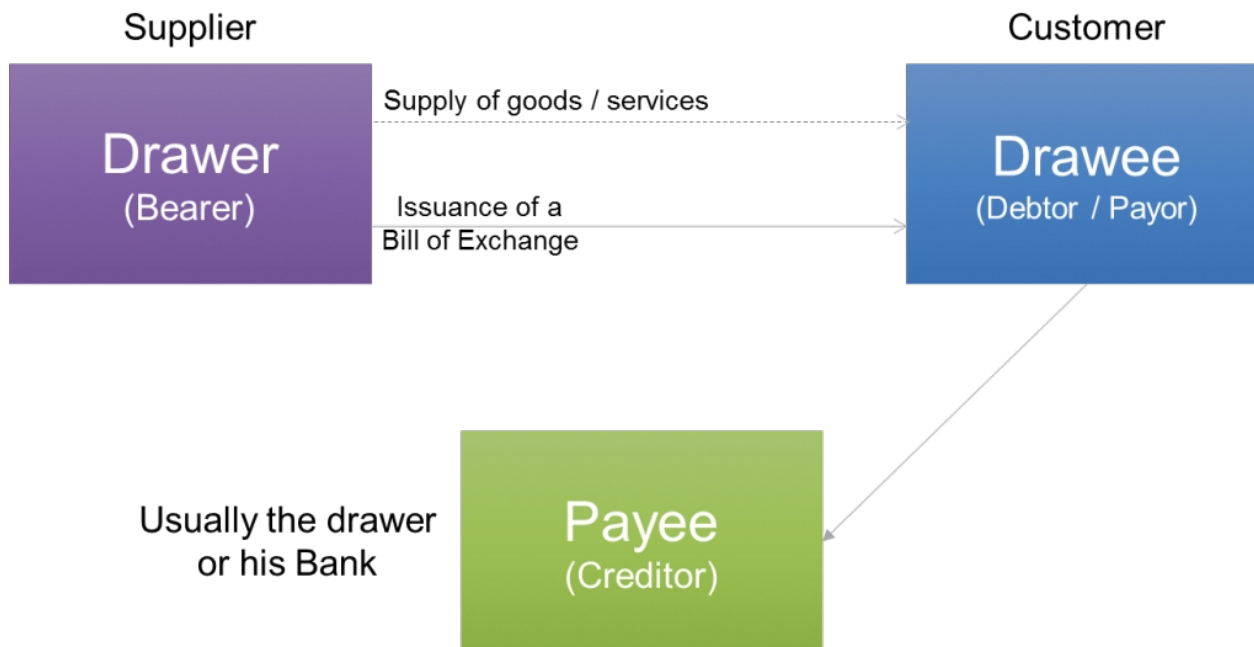 Supplier
Customer
Drawer
(Bearer)
Supply of goods / services
Issuance of a
Bill of Exchange
Drawee
(Debtor / Payor)
Usually the drawer
or his Bank
Payee
(Creditor)